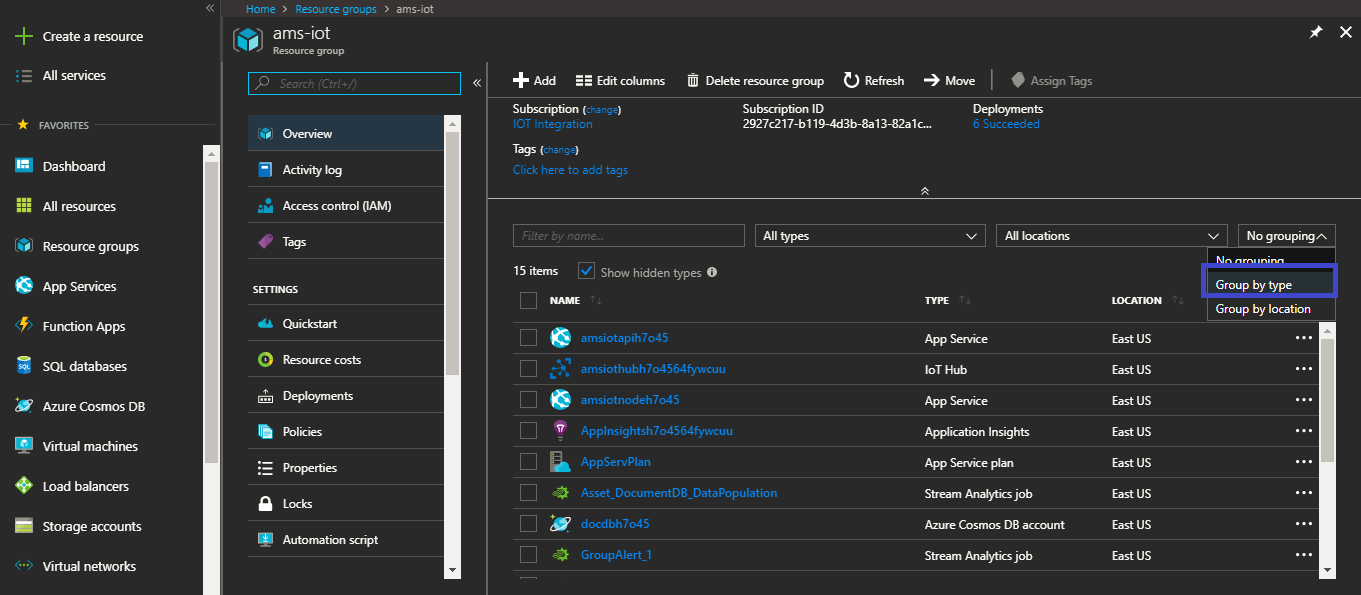 Home > Resource groups > ams-iot
Create a resource
All services
FAVORITES
Dashboard
All resources
Resource groups
App Services
Function Apps
SQL databases
Azure Cosmos DB
Virtual machines
Load balancers
Storage accounts
Virtual networks
ams-iot
Resource group
Search (Ctrl+/)
Overview
Activity log
Access control (IAM)
Tags
SETTINGS
Quickstart
Resource costs
Deployments
Policies
Properties
Locks
Automation script
Add Edit columns Delete resource group Refresh Move Assign Tags
Subscription (change) Subscription ID Deployments
IOT Integration 2927c217-b119-4d3b-8a13-82a1c... 6 Succeeded
Tags (change)
Click here to add tags
Filter by name... All types All locations No grouping
No grouping
Group by type
Group by location
15 items Show hidden types
NAME TYPE LOCATION
amsiotapih7o45 App Service East US
amsiothubh7o4564fywcuu IoT Hub East US
amsiotnodeh7o45 App Service East US
AppInsightsh7o4564fywcuu Application Insights East US
AppServPlan App Service plan East US
Asset_DocumentDB_DataPopulation Stream Analytics job East US
docdbh7o45 Azure Cosmos DB account East US
GroupAlert_1 Stream Analytics job East US